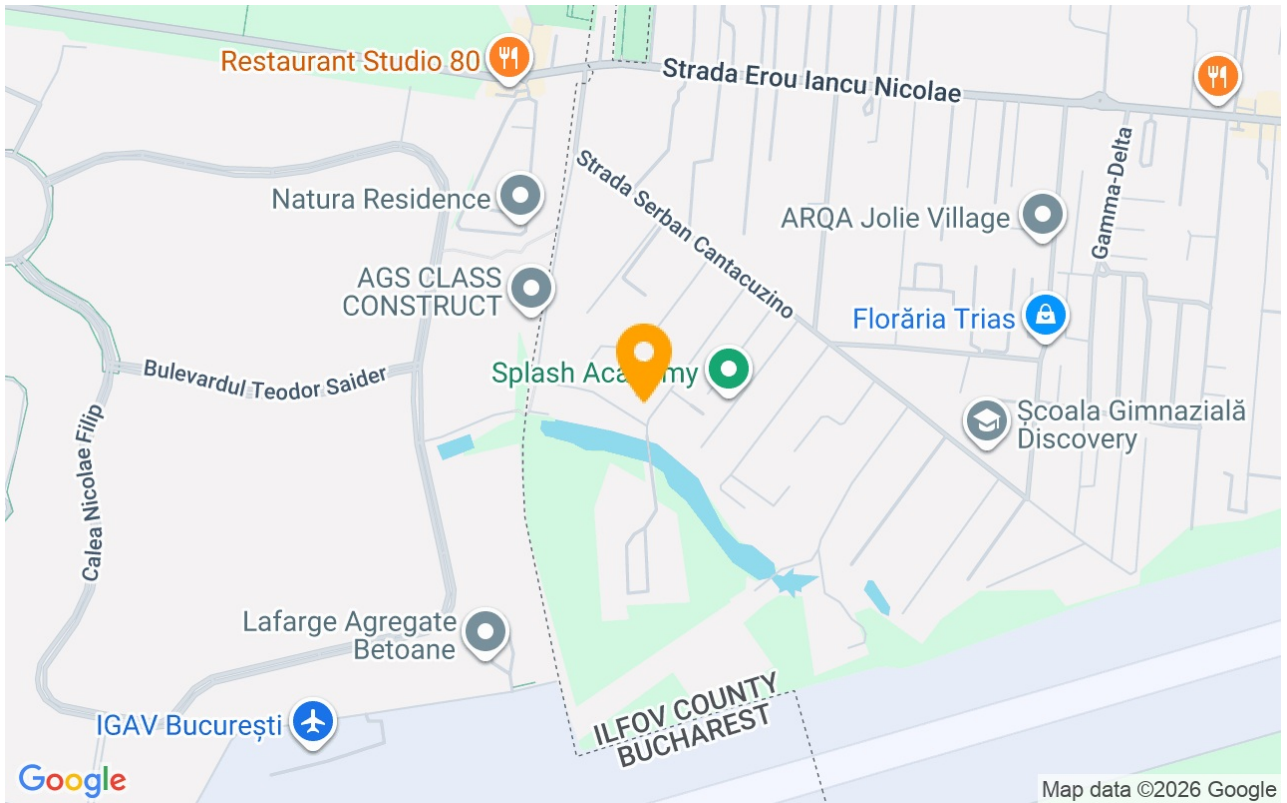 Restaurant Studio 80
Strada Erou Iancu Nicolae
Strada Serban Cantacuzino
Gamma-Delta
Natura Residence
ARQA Jolie Village
AGS CLASS
CONSTRUCT
Florăria Trias
Bulevardul Teodor Saider
Splash Academy
Școala Gimnazială
Discovery
Calea Nicolae Filip
Lafarge Agregate
Betoane
IGAV București
ILFOV COUNTY
BUCHAREST
Google
Map data ©2026 Google